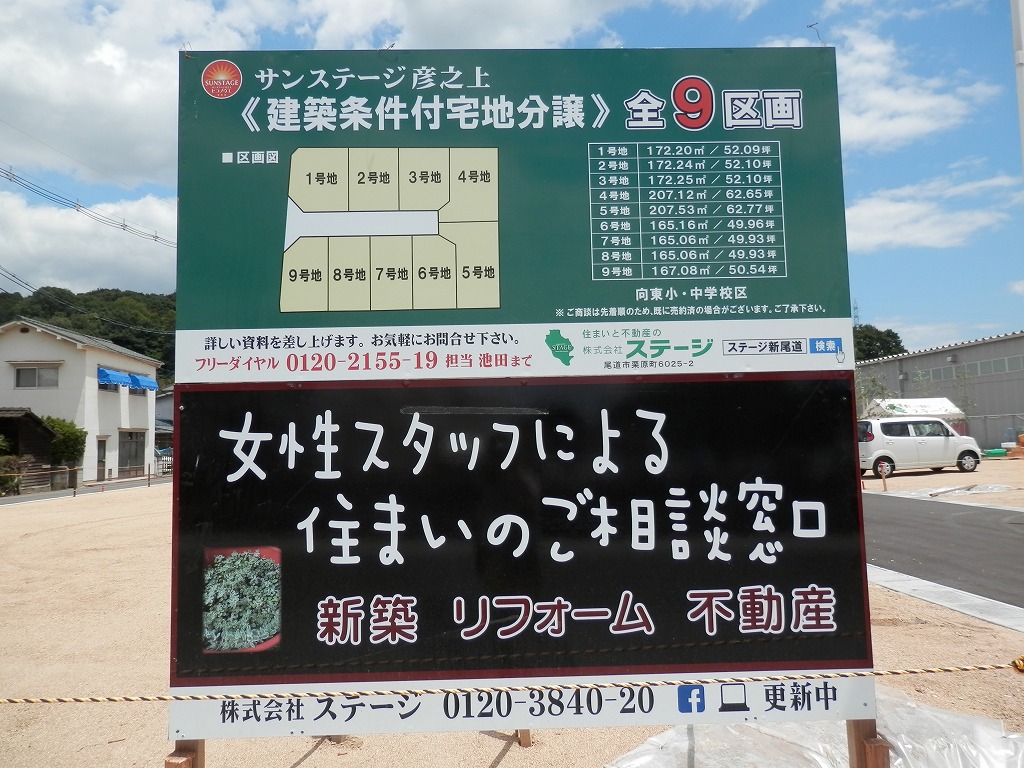 SUNSTAGE
サンステージ彦之上
《建築条件付宅地分譲》全9区画
■区画図
1号地 2号地 3号地 4号地
9号地 8号地 7号地 6号地 5号地
1号地 172.20㎡／52.09坪
2号地 172.24㎡／52.10坪
3号地 172.25㎡／52.10坪
4号地 207.12㎡／62.65坪
5号地 207.53㎡／62.77坪
6号地 165.16㎡／49.96坪
7号地 165.06㎡／49.93坪
8号地 165.06㎡／49.93坪
9号地 167.08㎡／50.54坪
向東小・中学校区
※ご商談は先着順のため、既に売約済の場合がございます。ご了承下さい。
詳しい資料を差し上げます。お気軽にお問合せ下さい。
フリーダイヤル 0120-2155-19 担当 池田まで
STAGE
住まいと不動産の
株式会社 ステージ
尾道市栗原町6025-2
ステージ新尾道 検索
女性スタッフによる
住まいのご相談窓口
新築 リフォーム 不動産
株式会社 ステージ 0120-3840-20 f 更新中